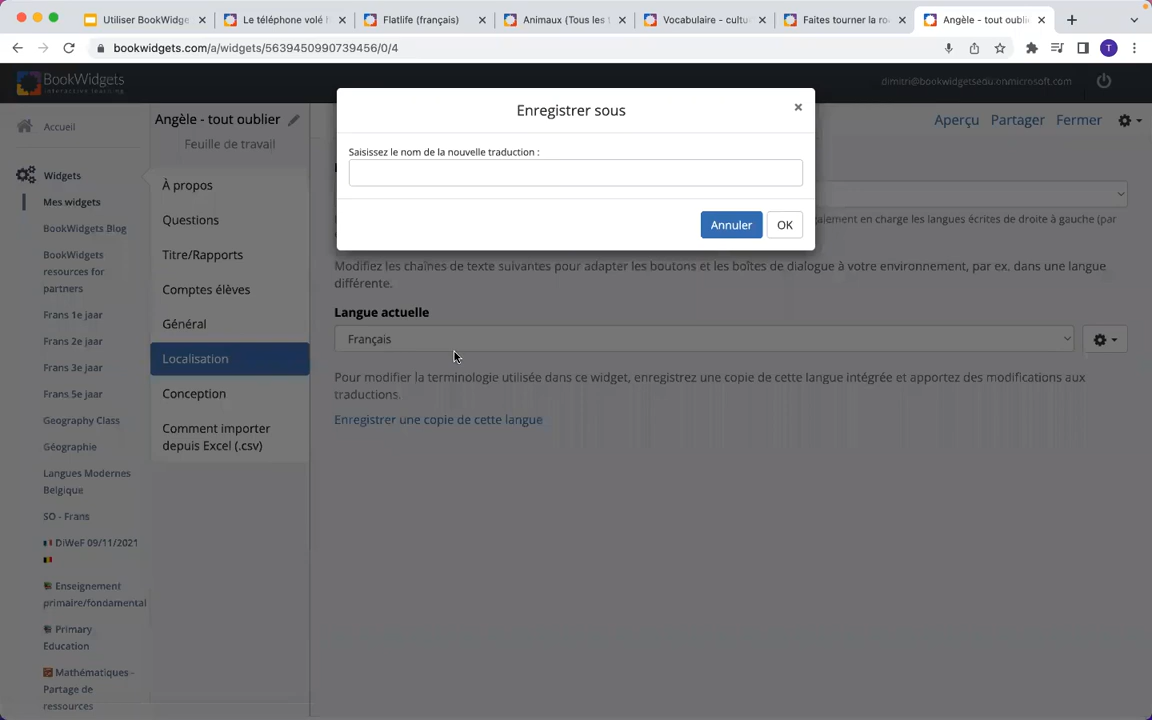 Utiliser BookWidge
Le téléphone volé f
Flatlife (français)
Animaux (Tous les t
Vocabulaire - cultu
Faites tourner la ro
Angèle - tout oubli
bookwidgets.com/a/widgets/5639450990739456/0/4
T
BookWidgets
interactive learning
dimitri@bookwidgetsedu.onmicrosoft.com
Accueil
Widgets
Mes widgets
BookWidgets Blog
BookWidgets
resources for
partners
Frans 1e jaar
Frans 2e jaar
Frans 3e jaar
Frans 5e jaar
Geography Class
Géographie
Langues Modernes
Belgique
SO - Frans
DiWeF 09/11/2021
Enseignement
primaire/fondamental
Primary
Education
Mathématiques-
Partage de
ressources
Angèle - tout oublier
Feuille de travail
À propos
Questions
Titre/Rapports
Comptes élèves
Général
Localisation
Conception
Comment importer
depuis Excel (.csv)
Aperçu
Partager
Fermer
Enregistrer sous
×
Saisissez le nom de la nouvelle traduction :
Annuler
OK
également en charge les langues écrites de droite à gauche (par
Modifiez les chaînes de texte suivantes pour adapter les boutons et les boîtes de dialogue à votre environnement, par ex. dans une langue
différente.
Langue actuelle
Français
Pour modifier la terminologie utilisée dans ce widget, enregistrez une copie de cette langue intégrée et apportez des modifications aux
traductions.
Enregistrer une copie de cette langue